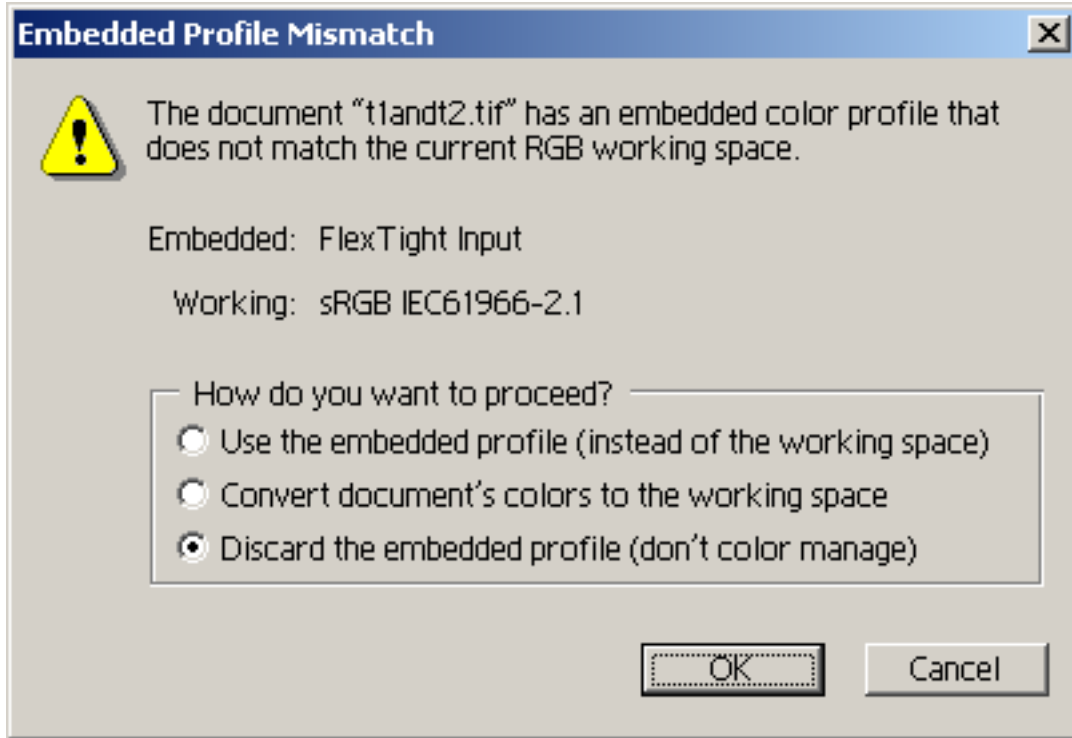 Embedded Profile Mismatch
The document “t1andt2.tif” has an embedded color profile that
does not match the current RGB working space.
Embedded: FlexTight Input
Working: sRGB IEC61966-2.1
How do you want to proceed?
Use the embedded profile (instead of the working space)
Convert document's colors to the working space
Discard the embedded profile (don't color manage)
OK Cancel